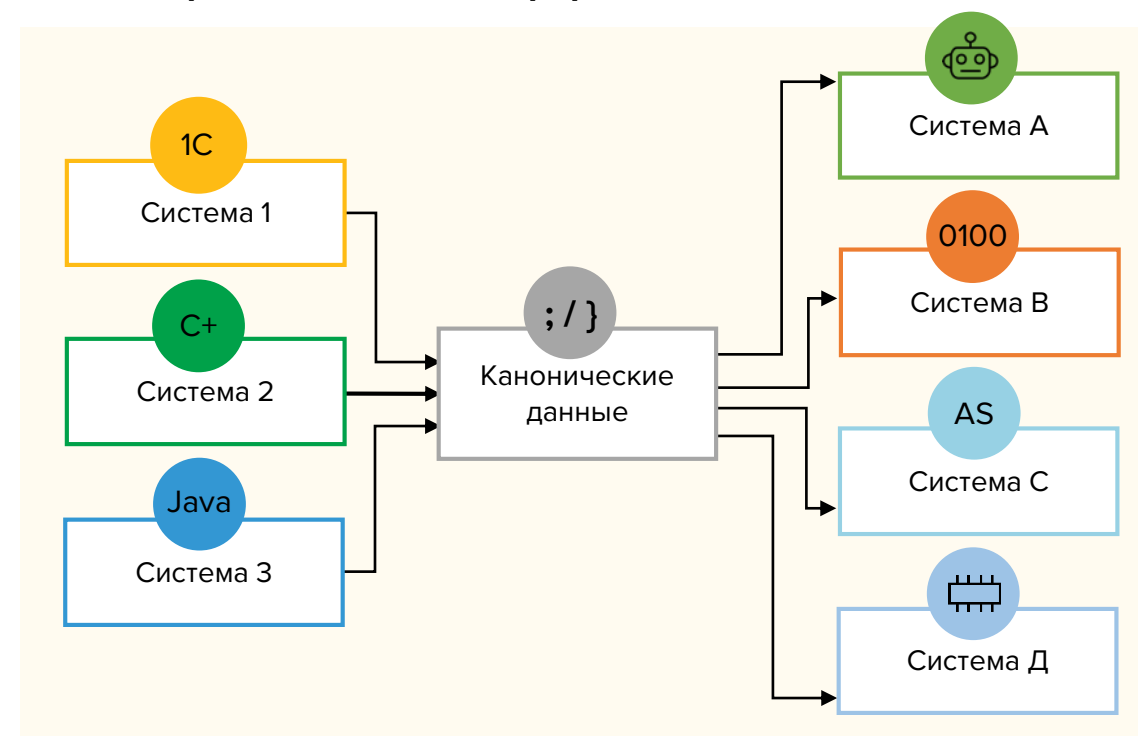 1C
Система 1
C+
Система 2
Java
Система 3
; / }
Канонические
данные
Система А
0100
Система В
AS
Система С
Система Д